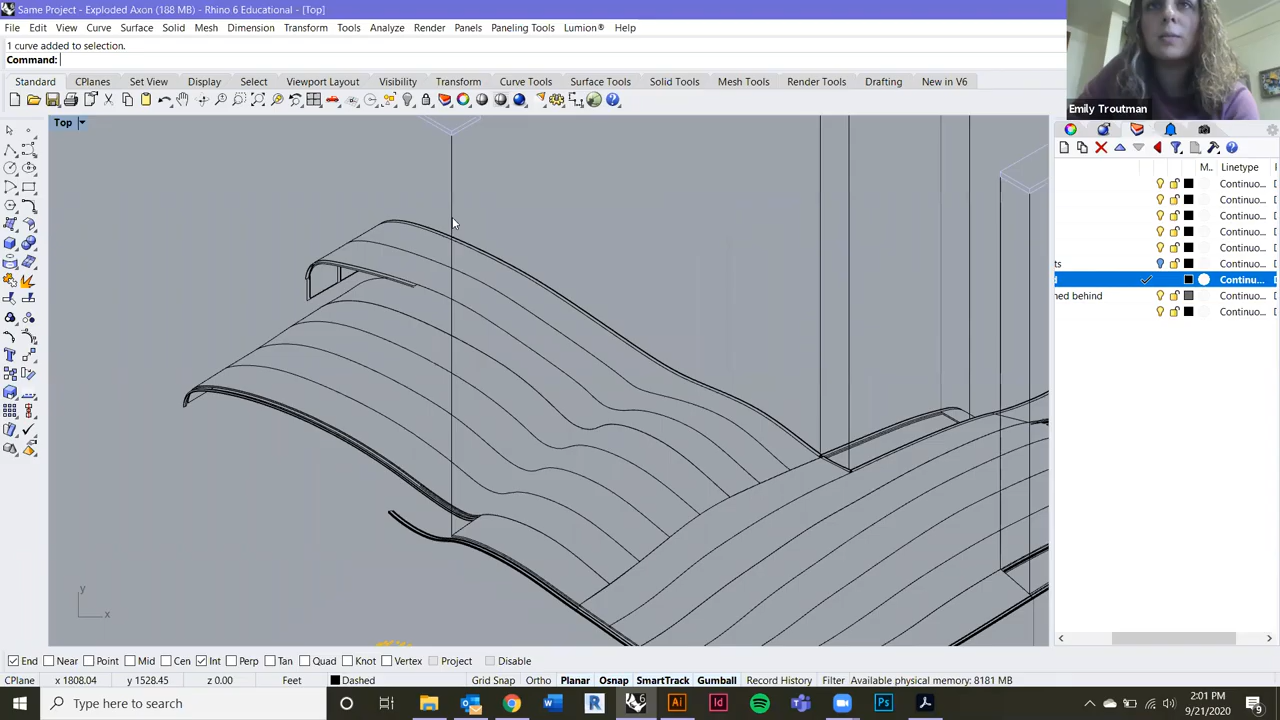 Same Project - Exploded Axon (188 MB) - Rhino 6 Educational - [Top]
File Edit View Curve Surface Solid Mesh Dimension Transform Tools Analyze Render Panels Paneling Tools Lumion® Help
1 curve added to selection.
Command:
Standard CPlanes Set View Display Select Viewport Layout Visibility Transform Curve Tools Surface Tools Solid Tools Mesh Tools Render Tools Drafting New in V6
Emily Troutman
Top
M.. Linetype
Continuo...
Continuo...
Continuo...
Continuo...
Continuo...
ts Continuo...
Continu...
ned behind Continuo...
Continuo...
y
x
End Near Point Mid Cen Int Perp Tan Quad Knot Vertex Project Disable
CPlane x 1808.04 y 1528.45 z 0.00 Feet Dashed Grid Snap Ortho Planar Osnap SmartTrack Gumball Record History Filter Available physical memory: 8181 MB
Type here to search
2:01 PM
9/21/2020